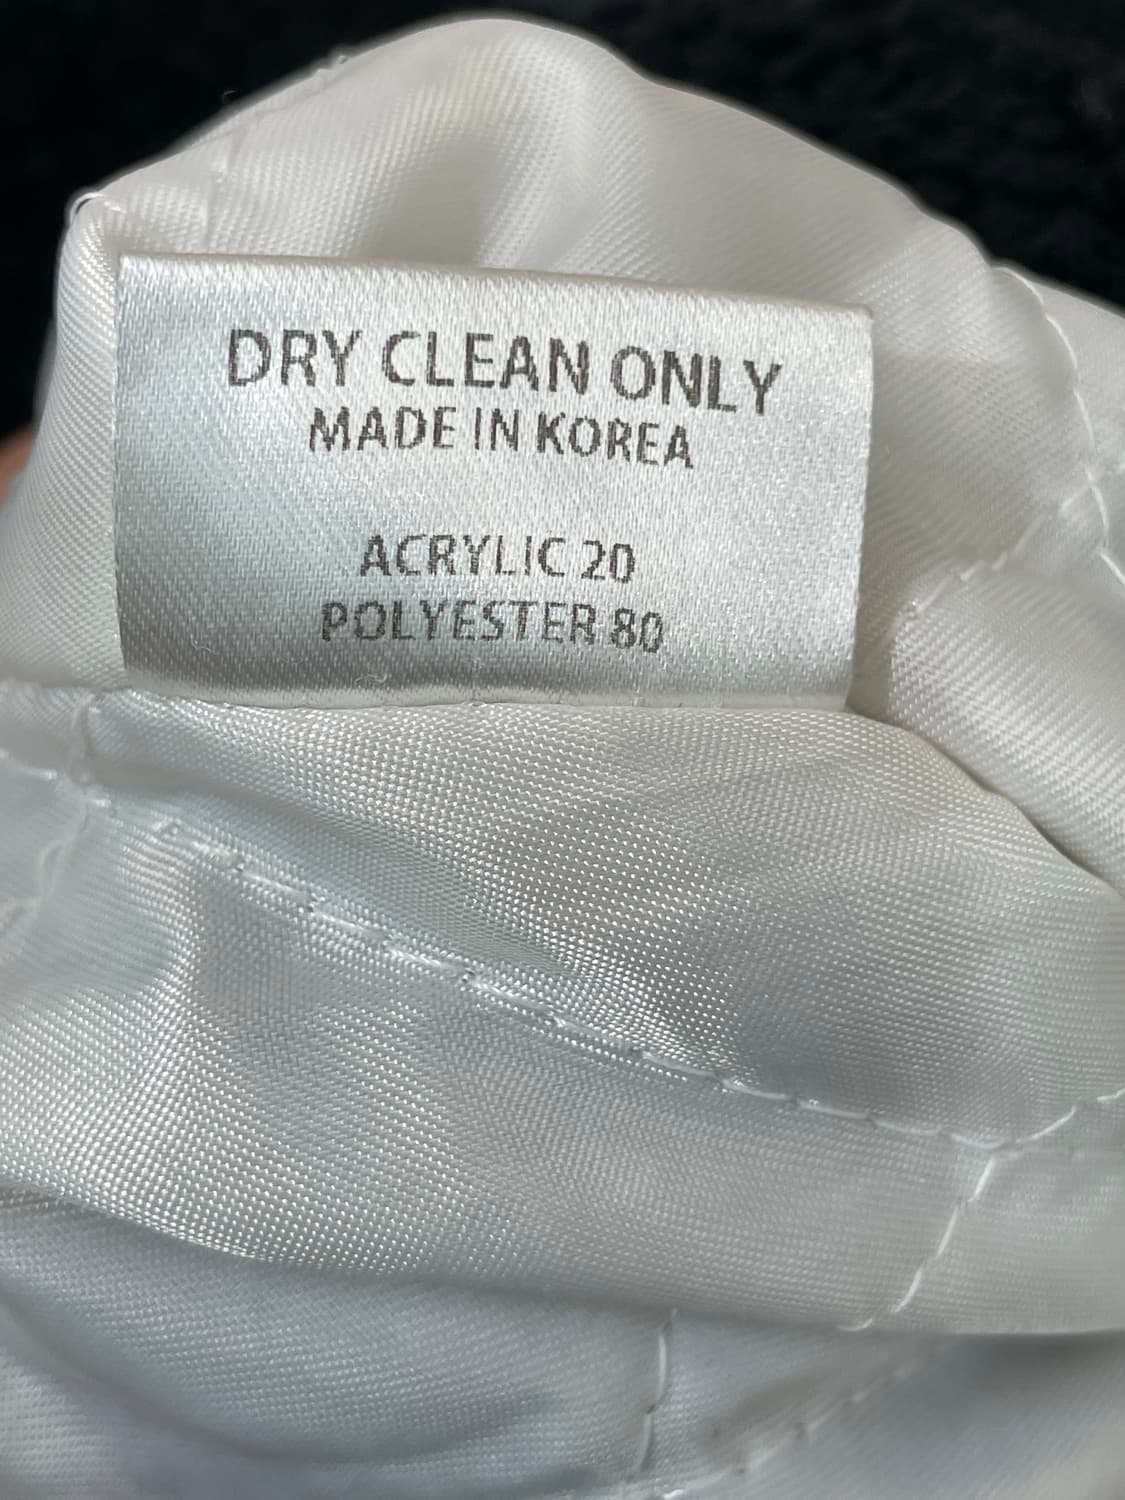 DRY CLEAN ONLY
MADE IN KOREA
ACRYLIC 20
POLYESTER 80